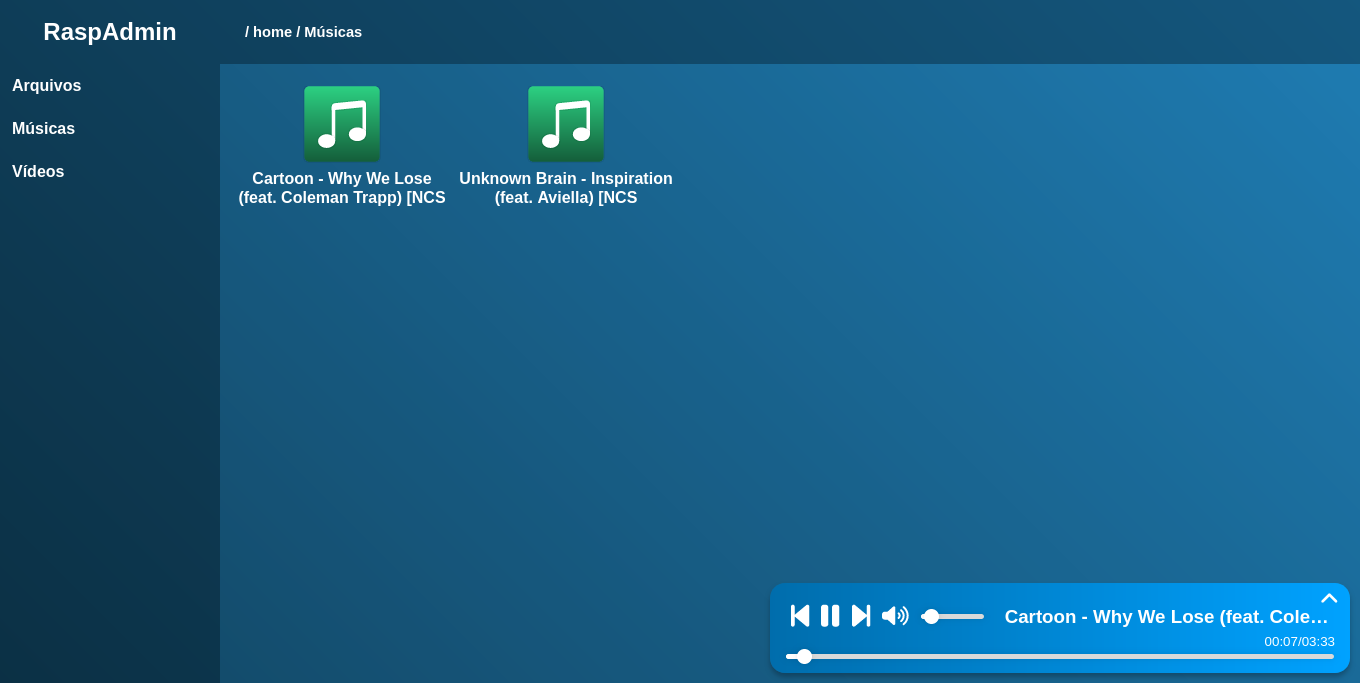 RaspAdmin
/ home / Músicas
Arquivos
Músicas
Vídeos
Cartoon - Why We Lose
(feat. Coleman Trapp) [NCS
Unknown Brain - Inspiration
(feat. Aviella) [NCS
Cartoon - Why We Lose (feat. Cole…
00:07/03:33